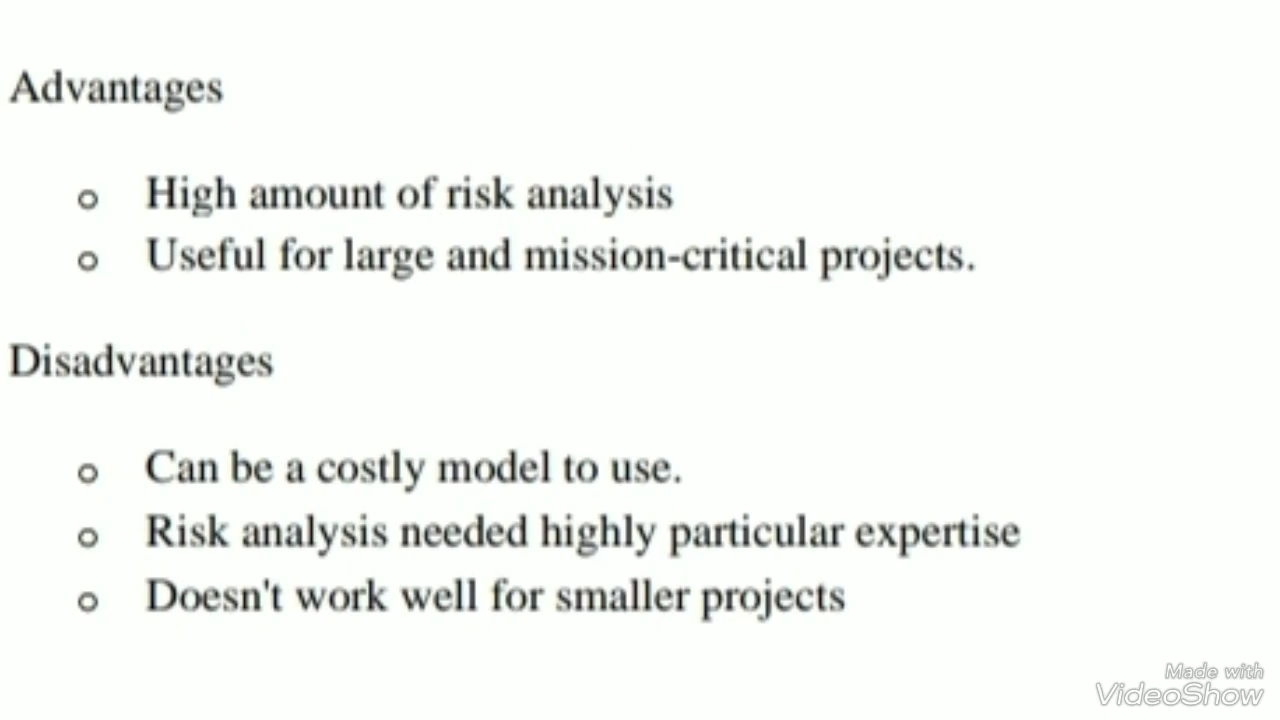 Advantages
o High amount of risk analysis
o Useful for large and mission-critical projects.
Disadvantages
o Can be a costly model to use.
o Risk analysis needed highly particular expertise
o Doesn't work well for smaller projects
Made with
VideoShow